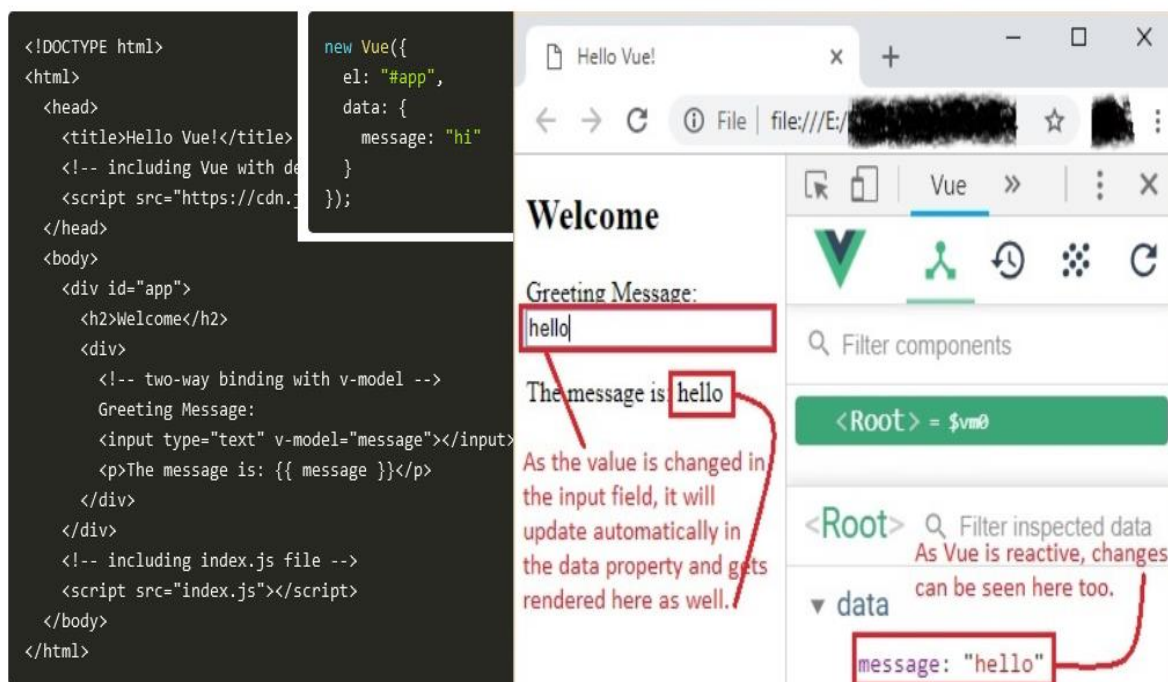 <!DOCTYPE html>
<html>
<head>
<title>Hello Vue!</title>
<!-- including Vue with de
<script src="https://cdn.j
</head>
<body>
<div id="app">
<h2>Welcome</h2>
<div>
<!-- two-way binding with v-model -->
Greeting Message:
<input type="text" v-model="message"></input>
<p>The message is: {{ message }}</p>
</div>
</div>
<!-- including index.js file -->
<script src="index.js"></script>
</body>
</html>
new Vue({
el: "#app",
data: {
message: "hi"
}
});
Hello Vue!
File | file:///E:/
Welcome
Greeting Message:
hello
The message is: hello
As the value is changed in
the input field, it will
update automatically in
the data property and gets
rendered here as well.
Vue »
Filter components
<Root> = $vm0
<Root> Filter inspected data
As Vue is reactive, changes
can be seen here too.
data
message: "hello"